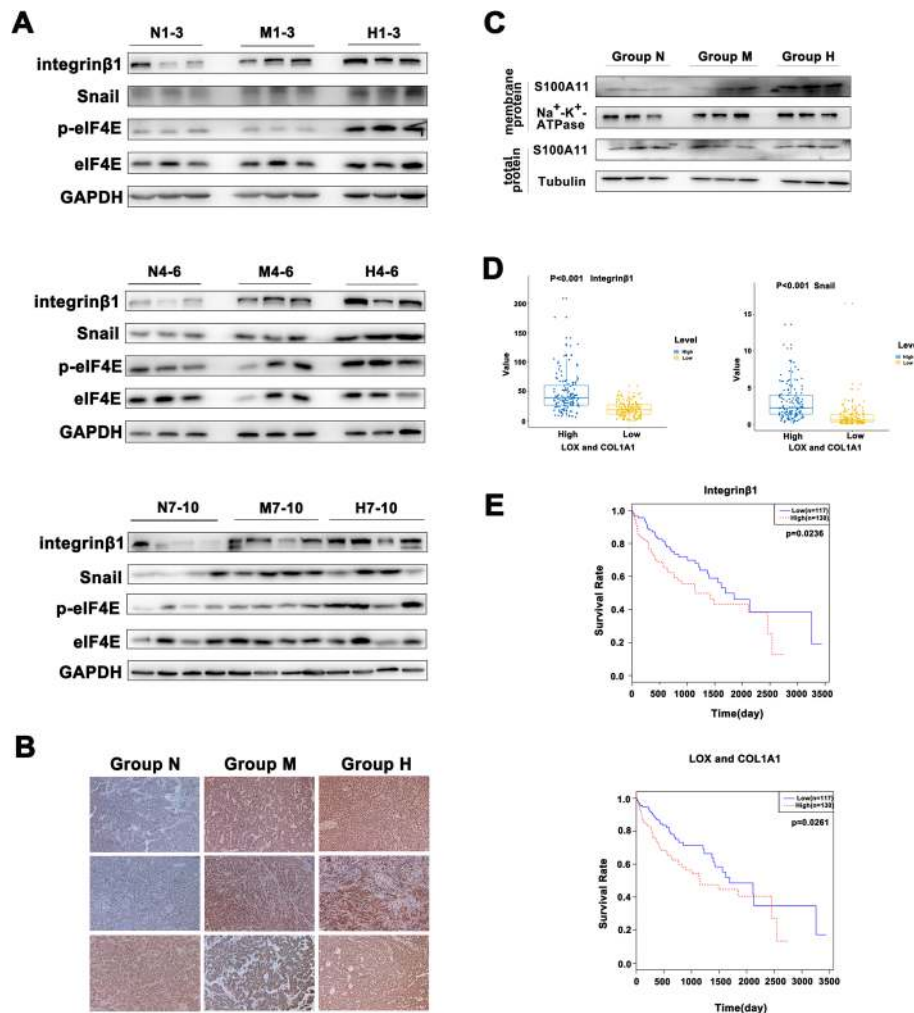 A
N1-3 M1-3 H1-3
integrinβ1
Snail
p-eIF4E
eIF4E
GAPDH
N4-6 M4-6 H4-6
integrinβ1
Snail
p-eIF4E
eIF4E
GAPDH
N7-10 M7-10 H7-10
integrinβ1
Snail
p-eIF4E
eIF4E
GAPDH
B
Group N Group M Group H
C
Group N Group M Group H
membrane protein
S100A11
Na+-K+-
ATPase
total protein
S100A11
Tubulin
D
P<0.001 Integrinβ1
200
150
100
50
0
Value
High Low
LOX and COL1A1
Level
High
Low
P<0.001 Snail
15
10
5
0
Value
High Low
LOX and COL1A1
Level
High
Low
E
Integrinβ1
Low(n=117)
High(n=130)
p=0.0236
1.0
0.8
0.6
0.4
0.2
0.0
Survival Rate
0 500 1000 1500 2000 2500 3000 3500
Time(day)
LOX and COL1A1
Low(n=117)
High(n=130)
p=0.0261
1.0
0.8
0.6
0.4
0.2
0.0
Survival Rate
0 500 1000 1500 2000 2500 3000 3500
Time(day)